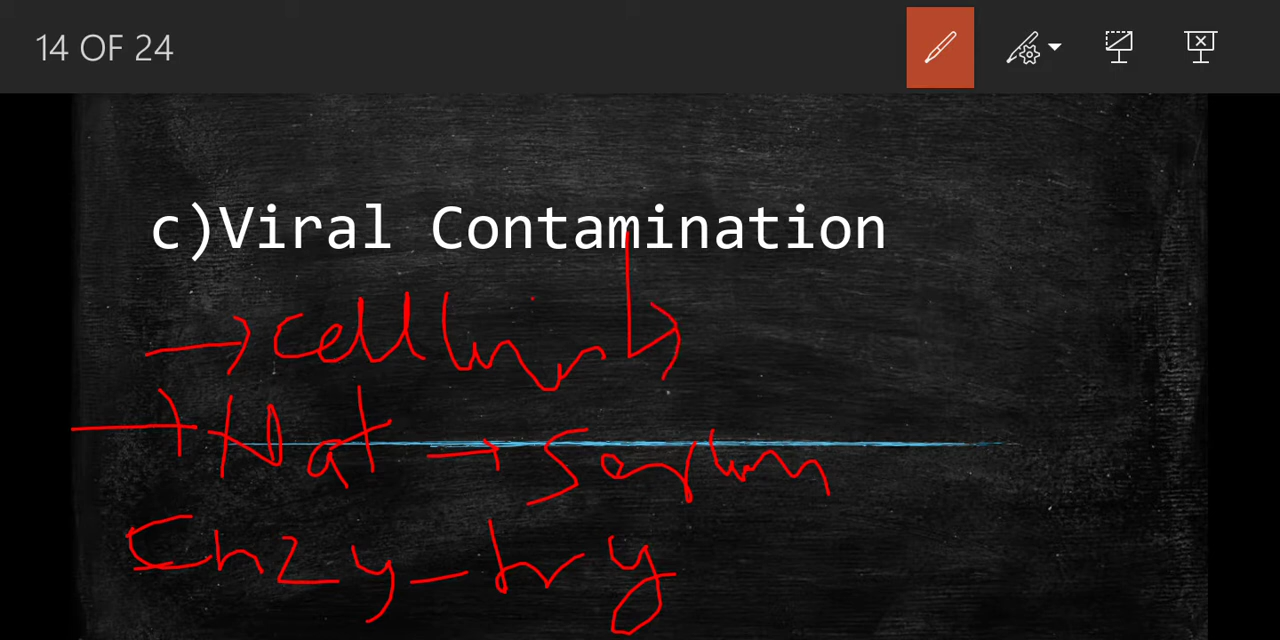 14 OF 24
c)Viral Contamination
→ cell line
→ Nat → Serum
Enzy - try